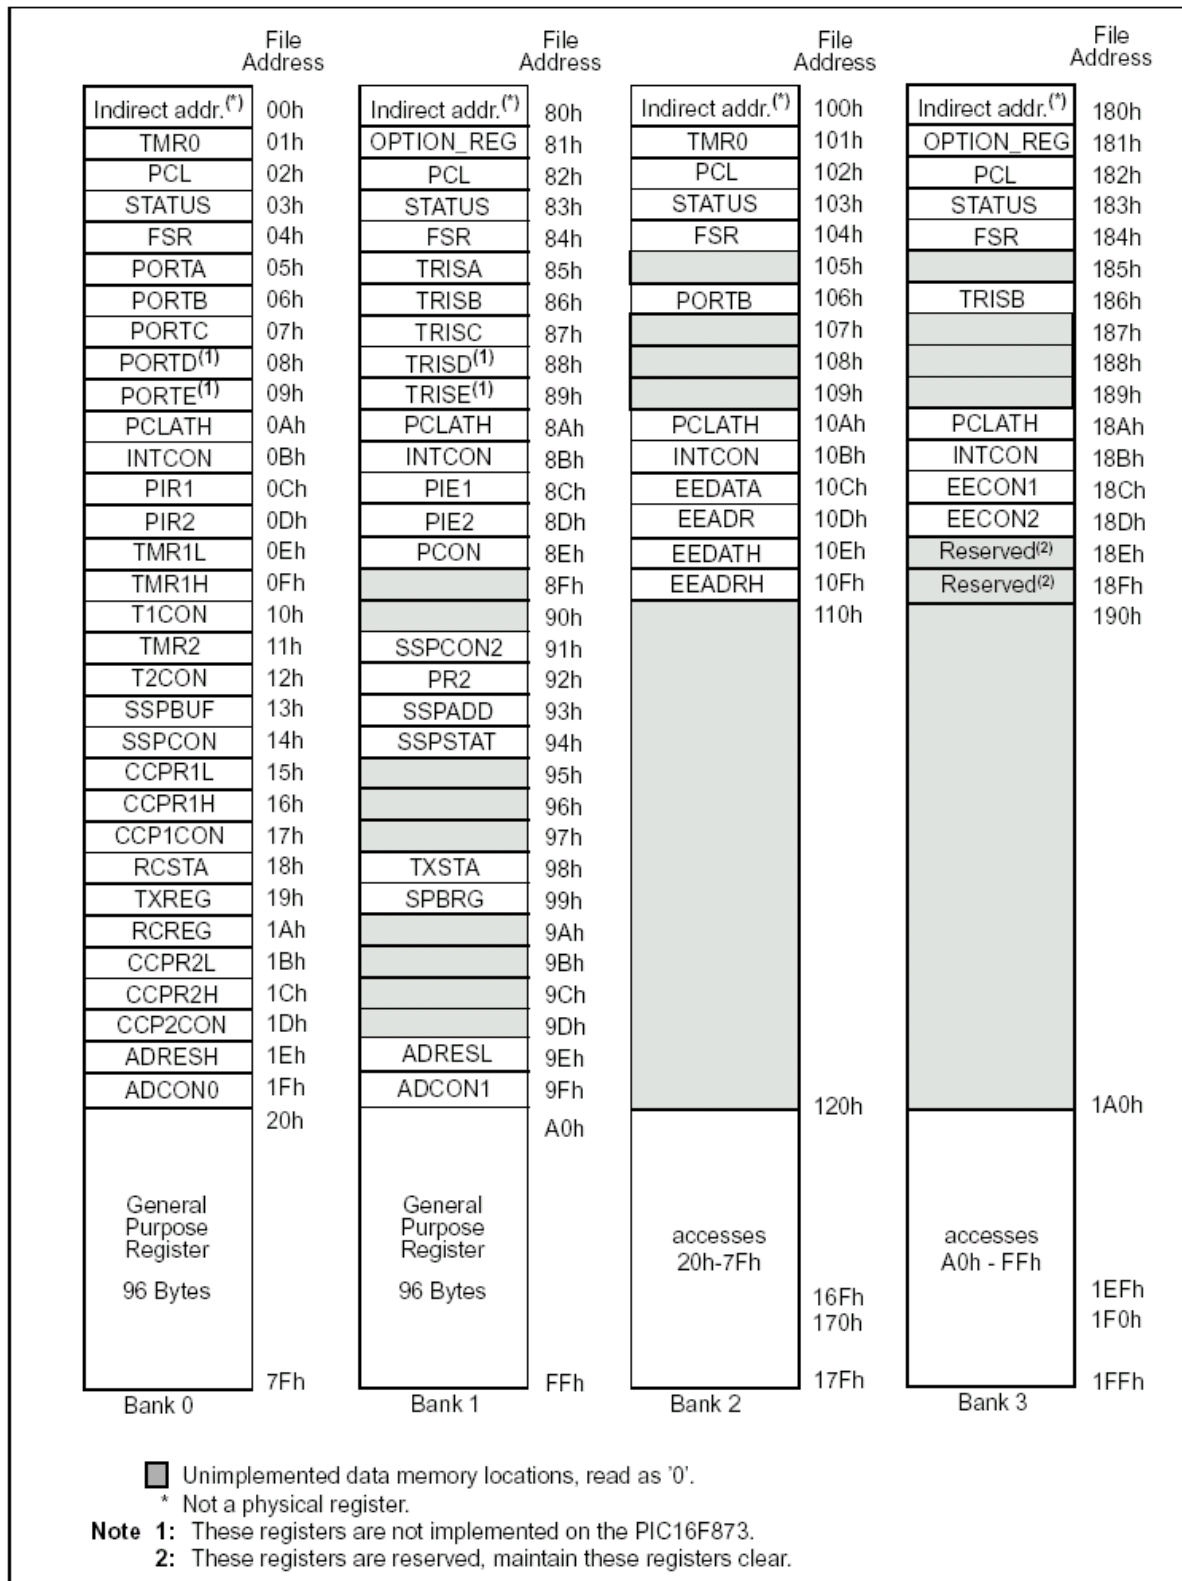 File Address File Address File Address File Address
Indirect addr.(*) 00h Indirect addr.(*) 80h Indirect addr.(*) 100h Indirect addr.(*) 180h
TMR0 01h OPTION_REG 81h TMR0 101h OPTION_REG 181h
PCL 02h PCL 82h PCL 102h PCL 182h
STATUS 03h STATUS 83h STATUS 103h STATUS 183h
FSR 04h FSR 84h FSR 104h FSR 184h
PORTA 05h TRISA 85h 105h 185h
PORTB 06h TRISB 86h PORTB 106h TRISB 186h
PORTC 07h TRISC 87h 107h 187h
PORTD(1) 08h TRISD(1) 88h 108h 188h
PORTE(1) 09h TRISE(1) 89h 109h 189h
PCLATH 0Ah PCLATH 8Ah PCLATH 10Ah PCLATH 18Ah
INTCON 0Bh INTCON 8Bh INTCON 10Bh INTCON 18Bh
PIR1 0Ch PIE1 8Ch EEDATA 10Ch EECON1 18Ch
PIR2 0Dh PIE2 8Dh EEADR 10Dh EECON2 18Dh
TMR1L 0Eh PCON 8Eh EEDATH 10Eh Reserved(2) 18Eh
TMR1H 0Fh 8Fh EEADRH 10Fh Reserved(2) 18Fh
T1CON 10h 90h 110h 190h
TMR2 11h SSPCON2 91h
T2CON 12h PR2 92h
SSPBUF 13h SSPADD 93h
SSPCON 14h SSPSTAT 94h
CCPR1L 15h 95h
CCPR1H 16h 96h
CCP1CON 17h 97h
RCSTA 18h TXSTA 98h
TXREG 19h SPBRG 99h
RCREG 1Ah 9Ah
CCPR2L 1Bh 9Bh
CCPR2H 1Ch 9Ch
CCP2CON 1Dh 9Dh
ADRESH 1Eh ADRESL 9Eh
ADCON0 1Fh ADCON1 9Fh
20h A0h 120h 1A0h
General General
Purpose Purpose
Register Register accesses accesses
20h-7Fh A0h - FFh
96 Bytes 96 Bytes 16Fh 1EFh
170h 1F0h
7Fh FFh 17Fh 1FFh
Bank 0 Bank 1 Bank 2 Bank 3
Unimplemented data memory locations, read as '0'.
* Not a physical register.
Note 1: These registers are not implemented on the PIC16F873.
2: These registers are reserved, maintain these registers clear.